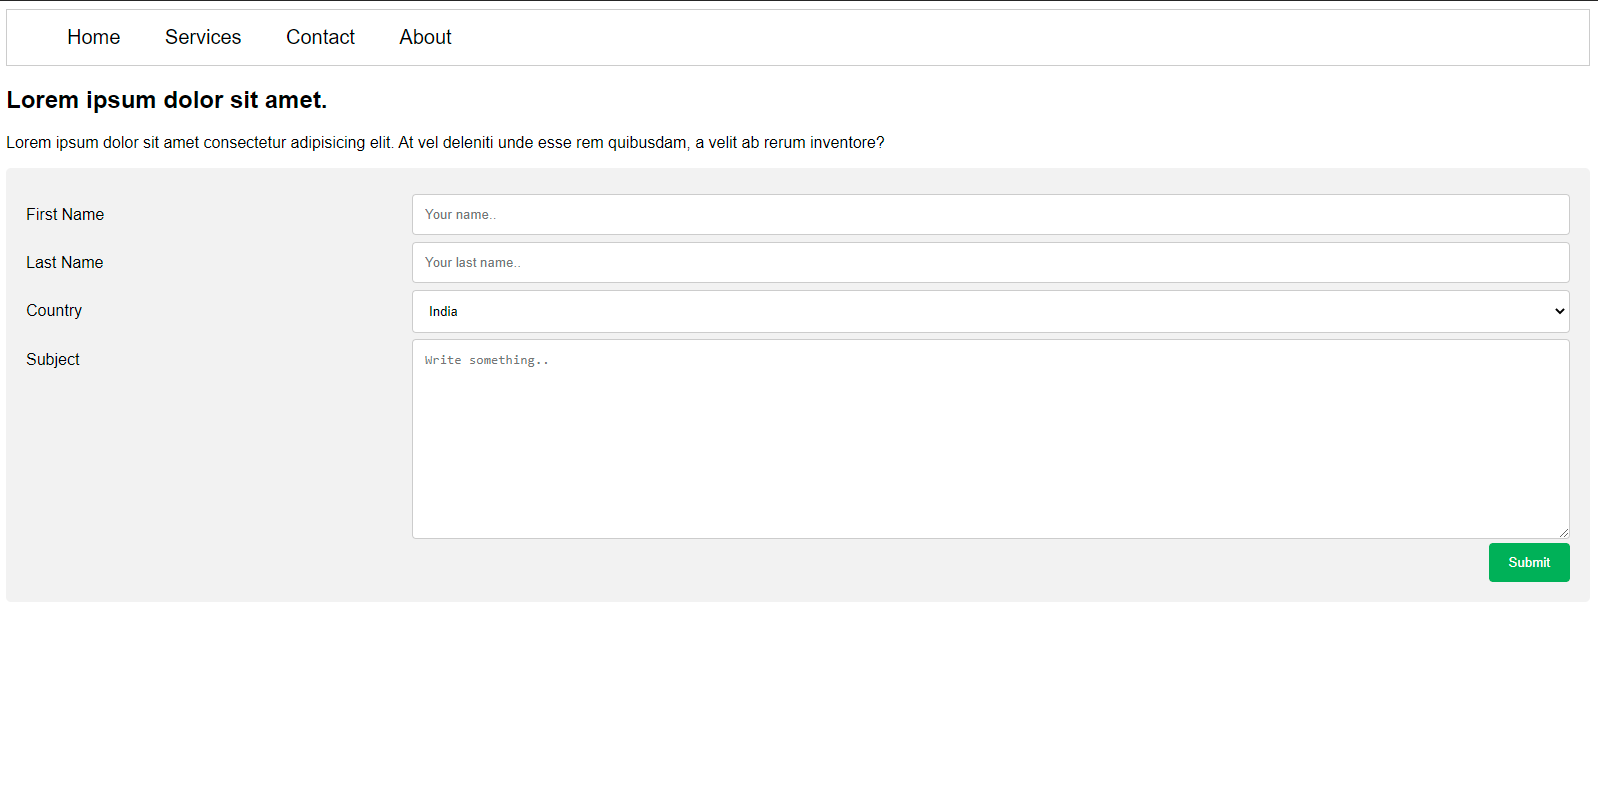 Home Services Contact About
Lorem ipsum dolor sit amet.
Lorem ipsum dolor sit amet consectetur adipisicing elit. At vel deleniti unde esse rem quibusdam, a velit ab rerum inventore?
First Name Your name..
Last Name Your last name..
Country India
Subject Write something..
Submit